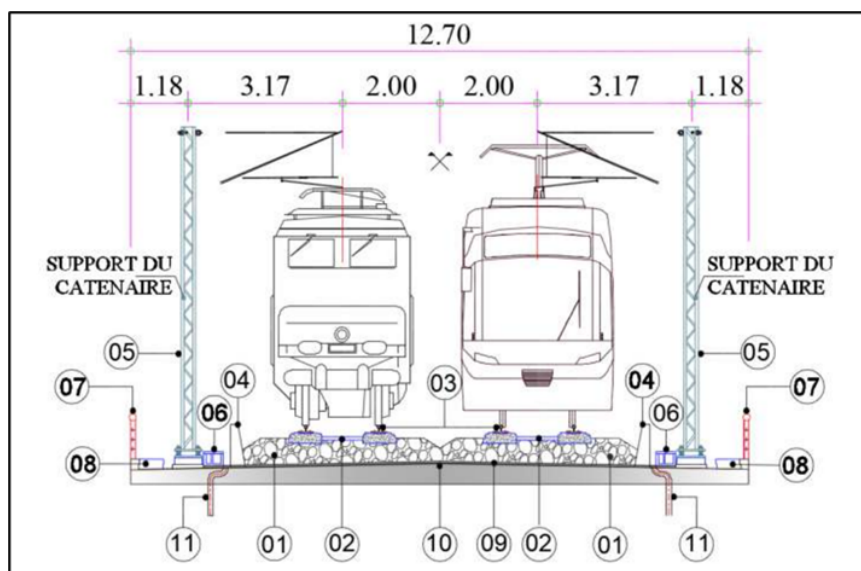 12.70
1.18 3.17 2.00 2.00 3.17 1.18
SUPPORT DU CATENAIRE
SUPPORT DU CATENAIRE
05 05
07 04 03 04 07
06 06
08 08
11 01 02 10 09 02 01 11